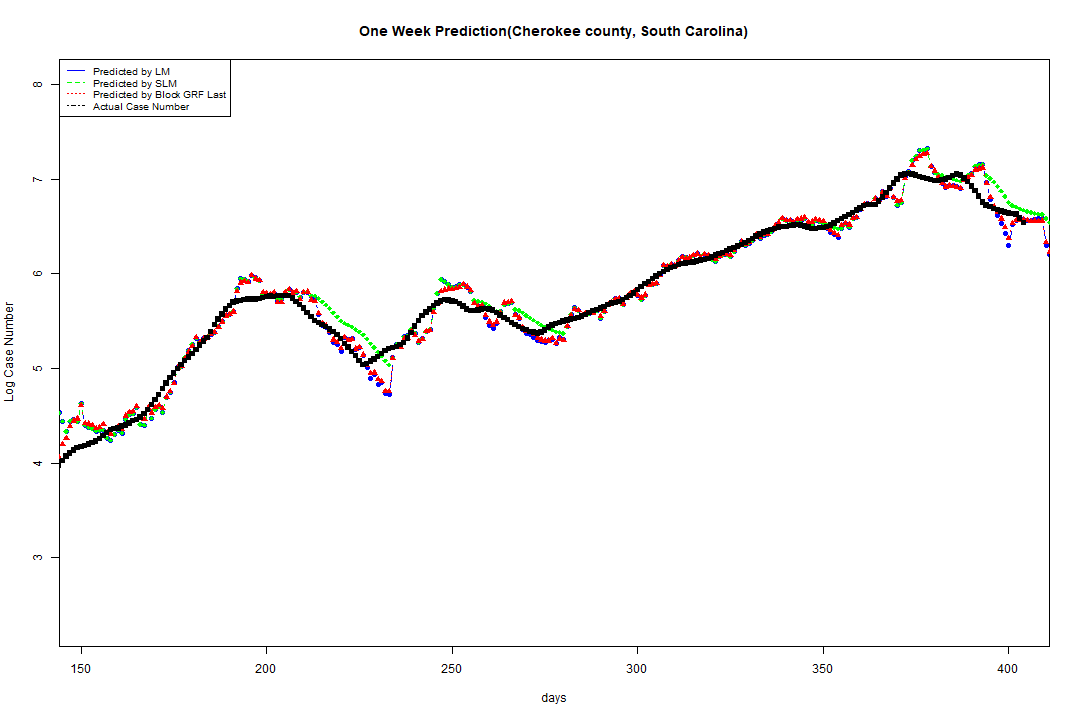 One Week Prediction(Cherokee county, South Carolina)
Predicted by LM
Predicted by SLM
Predicted by Block GRF Last
Actual Case Number
8
7
6
5
4
3
Log Case Number
150 200 250 300 350 400
days